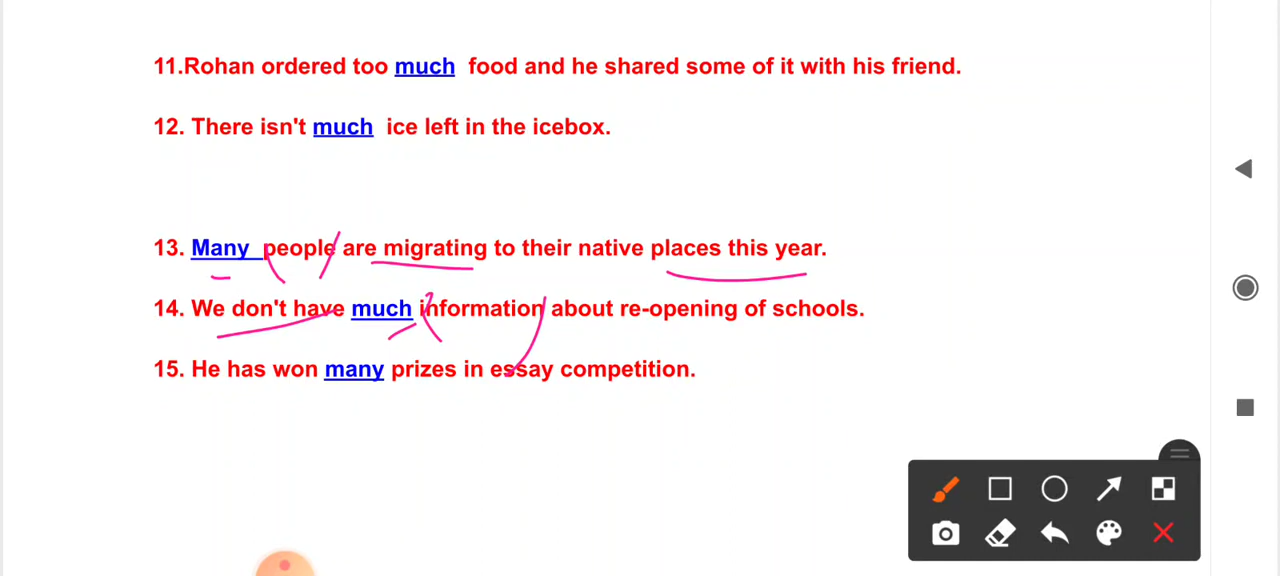 11.Rohan ordered too much food and he shared some of it with his friend.
12. There isn't much ice left in the icebox.
13. Many people are migrating to their native places this year.
14. We don't have much information about re-opening of schools.
15. He has won many prizes in essay competition.